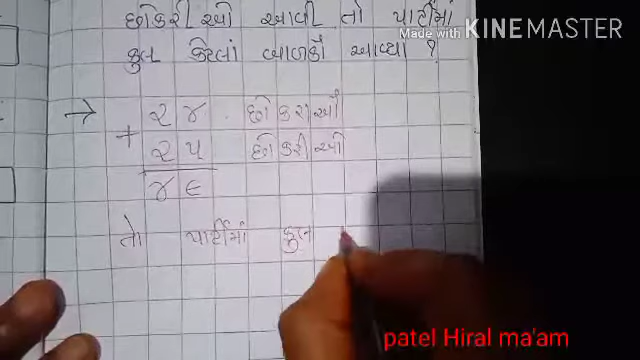 છોકરીઓ આવી તો પાર્ટીમાં
Made with KINEMASTER
કુલ કેટલાં બાળકો આવ્યા ?
→ ૨૪ છોકરાઓ
+ ૨૫ છોકરીઓ
૪૯
તો પાર્ટીમાં કુલ
patel Hiral ma'am